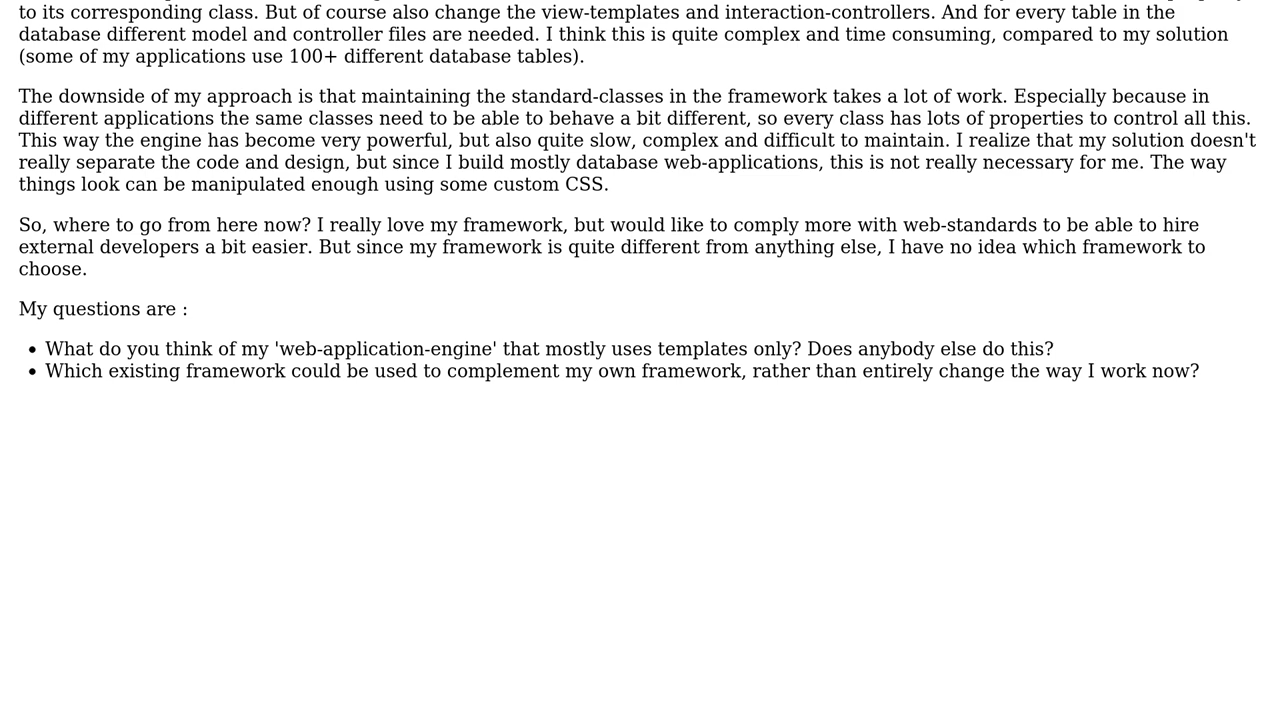 to its corresponding class. But of course also change the view-templates and interaction-controllers. And for every table in the
database different model and controller files are needed. I think this is quite complex and time consuming, compared to my solution
(some of my applications use 100+ different database tables).
The downside of my approach is that maintaining the standard-classes in the framework takes a lot of work. Especially because in
different applications the same classes need to be able to behave a bit different, so every class has lots of properties to control all this.
This way the engine has become very powerful, but also quite slow, complex and difficult to maintain. I realize that my solution doesn't
really separate the code and design, but since I build mostly database web-applications, this is not really necessary for me. The way
things look can be manipulated enough using some custom CSS.
So, where to go from here now? I really love my framework, but would like to comply more with web-standards to be able to hire
external developers a bit easier. But since my framework is quite different from anything else, I have no idea which framework to
choose.
My questions are :
• What do you think of my 'web-application-engine' that mostly uses templates only? Does anybody else do this?
• Which existing framework could be used to complement my own framework, rather than entirely change the way I work now?